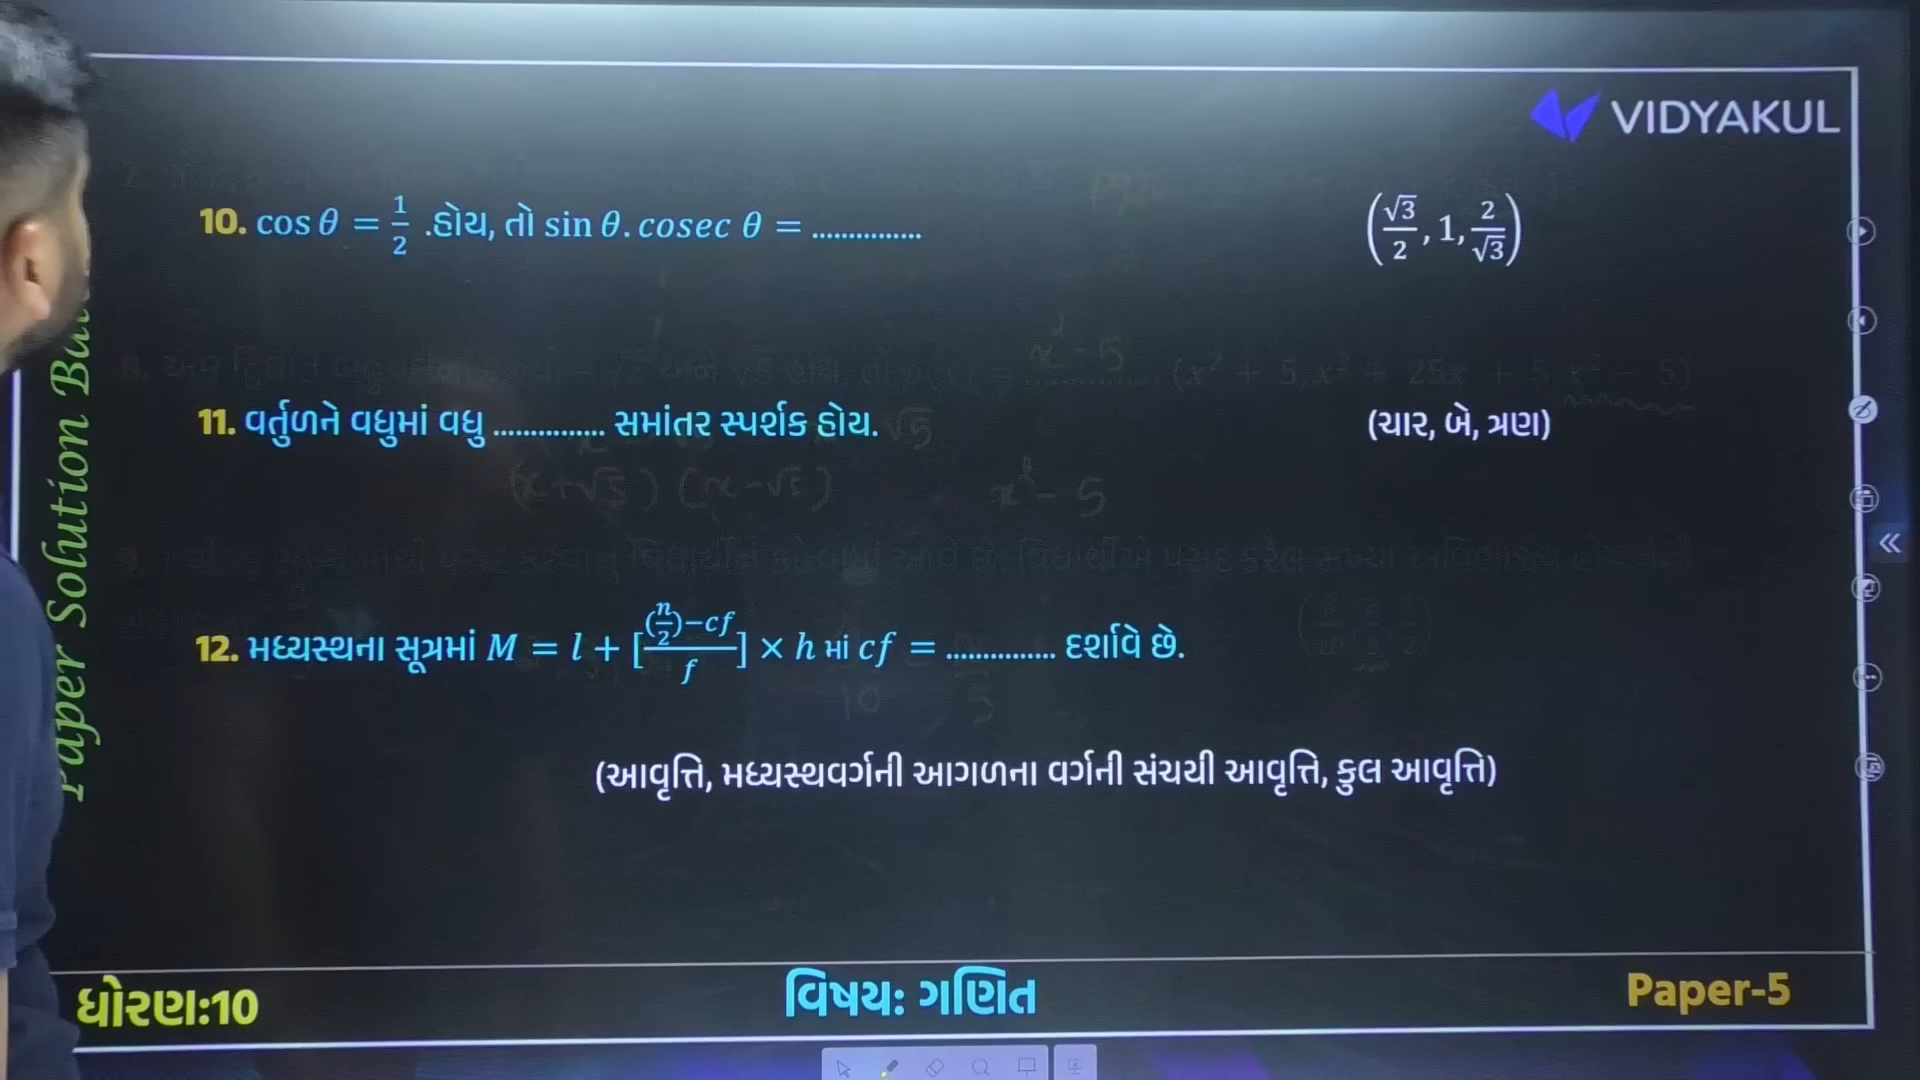 VIDYAKUL
10. cos θ = 1/2 .હોય, તો sin θ. cosec θ = ............... (√3/2, 1, 2/√3)
11. વર્તુળને વધુમાં વધુ ............... સમાંતર સ્પર્શક હોય. (ચાર, બે, ત્રણ)
12. મધ્યસ્થના સૂત્રમાં M = l + [((n/2)−cf)/f] × h માં cf = ............... દર્શાવે છે.
(આવૃત્તિ, મધ્યસ્થવર્ગની આગળના વર્ગની સંચયી આવૃત્તિ, કુલ આવૃત્તિ)
Paper Solution
ધોરણ:10
વિષય: ગણિત
Paper-5